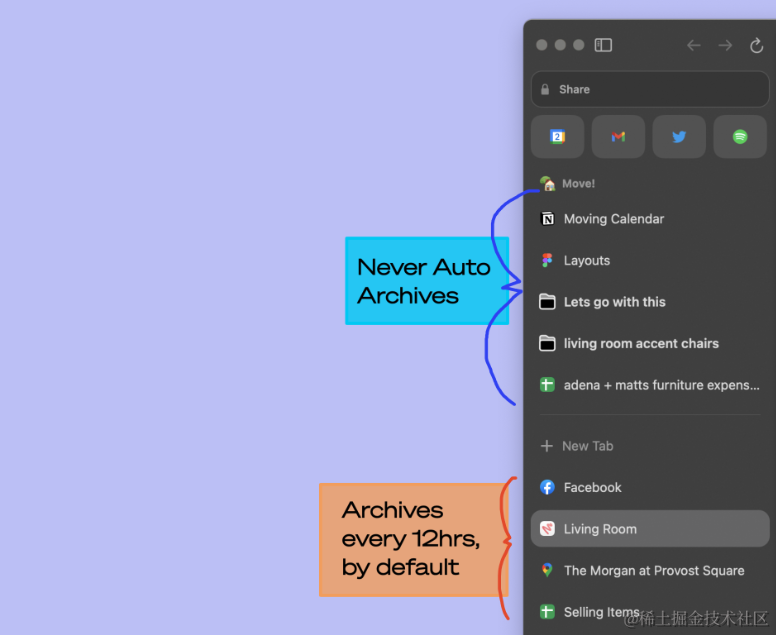 Share
2
Move!
Moving Calendar
Never Auto
Archives
Layouts
Lets go with this
living room accent chairs
adena + matts furniture expens...
New Tab
Facebook
Archives
every 12hrs,
by default
Living Room
The Morgan at Provost Square
Selling Items
@稀土掘金技术社区